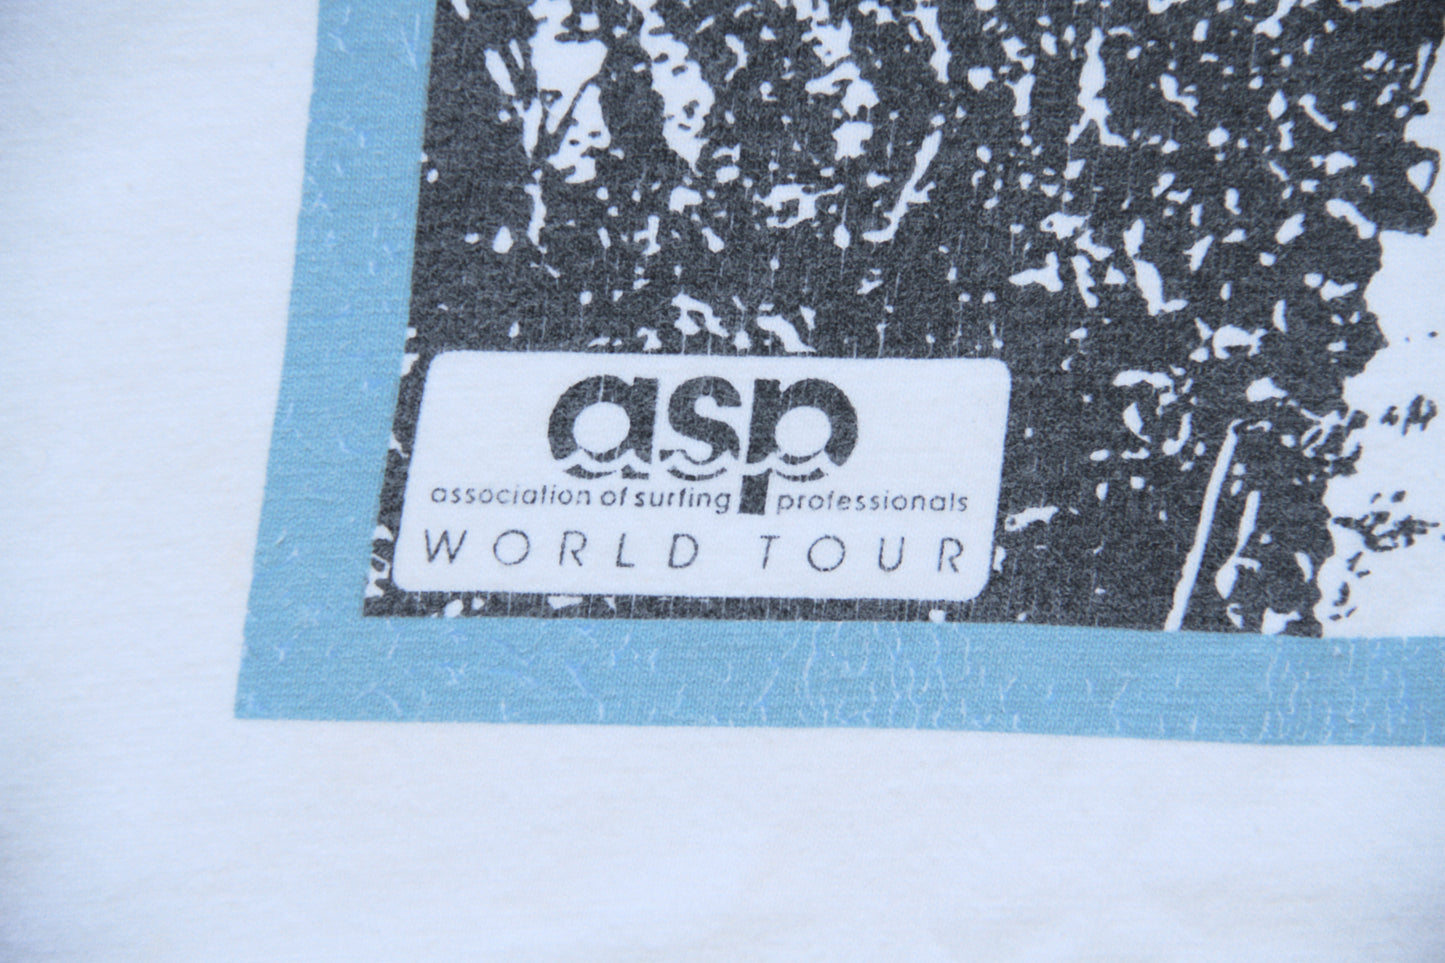 asp
association of surfing professionals
WORLD TOUR